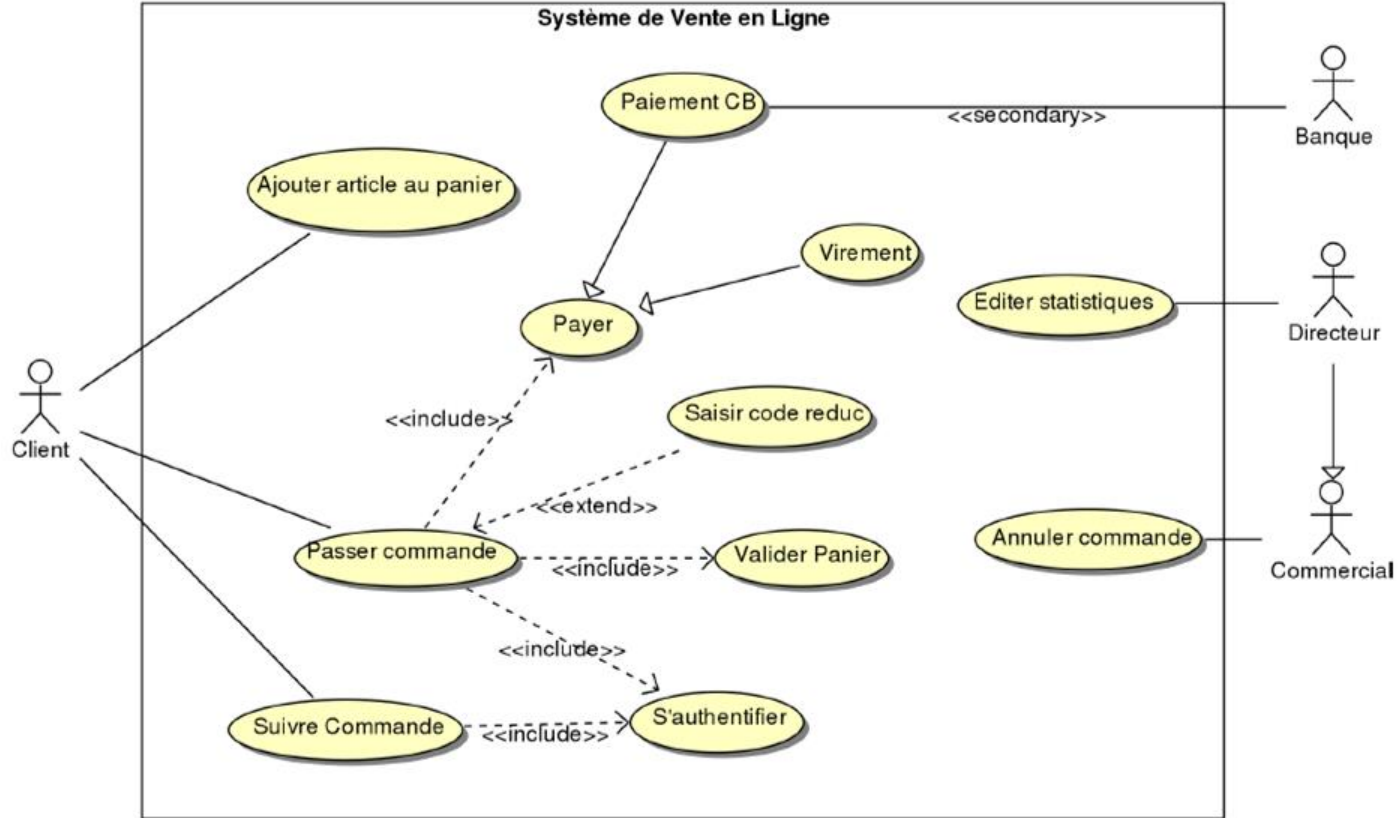 Système de Vente en Ligne
Paiement CB
<<secondary>>
Banque
Ajouter article au panier
Virement
Editer statistiques
Payer
Directeur
Client
<<include>>
Saisir code reduc
<<extend>>
Passer commande
<<include>>
Valider Panier
Annuler commande
Commercial
<<include>>
Suivre Commande
<<include>>
S'authentifier